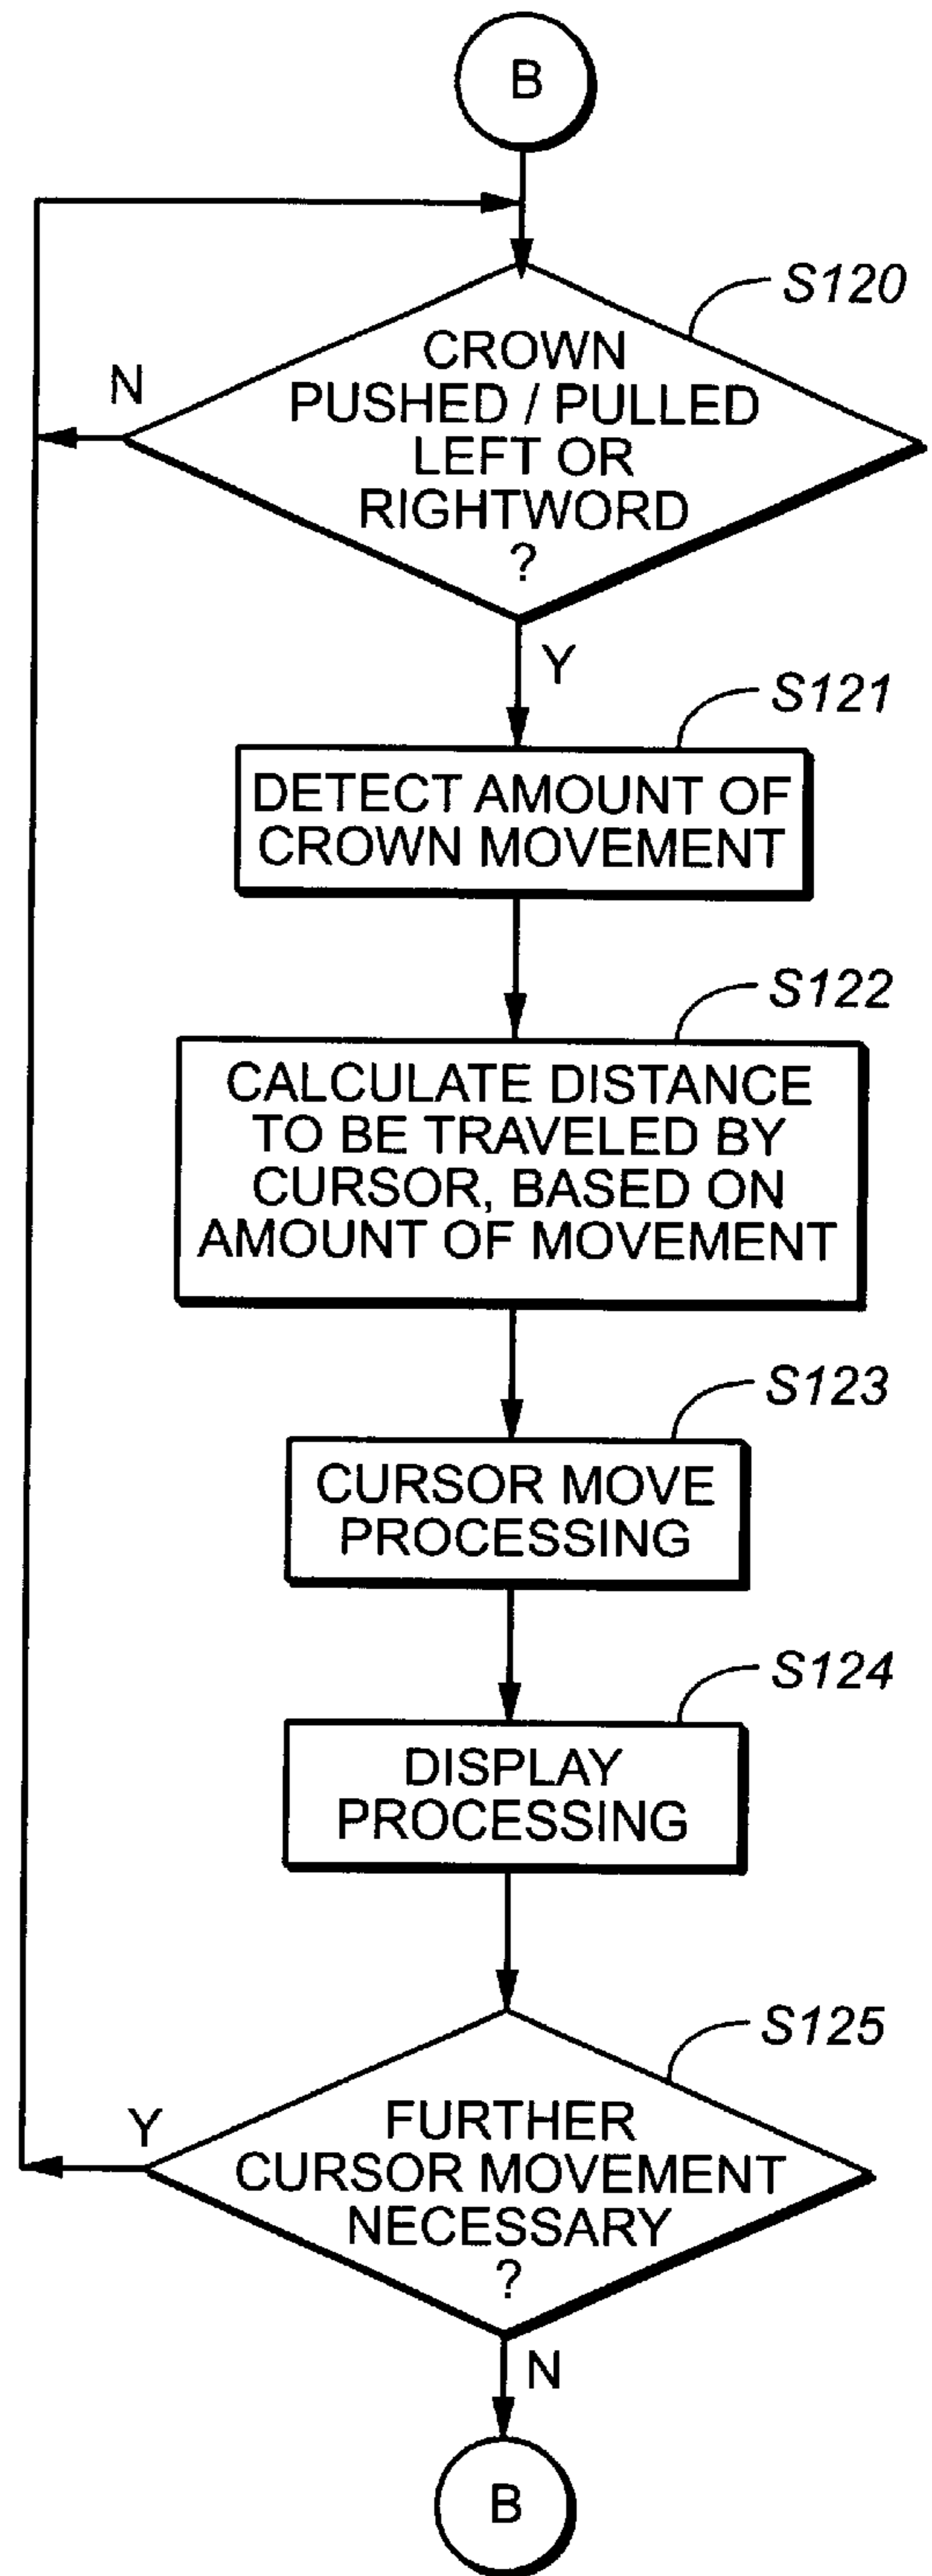 B
S120
CROWN
PUSHED / PULLED
LEFT OR
RIGHTWORD
?
N
Y
S121
DETECT AMOUNT OF
CROWN MOVEMENT
S122
CALCULATE DISTANCE
TO BE TRAVELED BY
CURSOR, BASED ON
AMOUNT OF MOVEMENT
S123
CURSOR MOVE
PROCESSING
S124
DISPLAY
PROCESSING
S125
FURTHER
CURSOR MOVEMENT
NECESSARY
?
Y
N
B